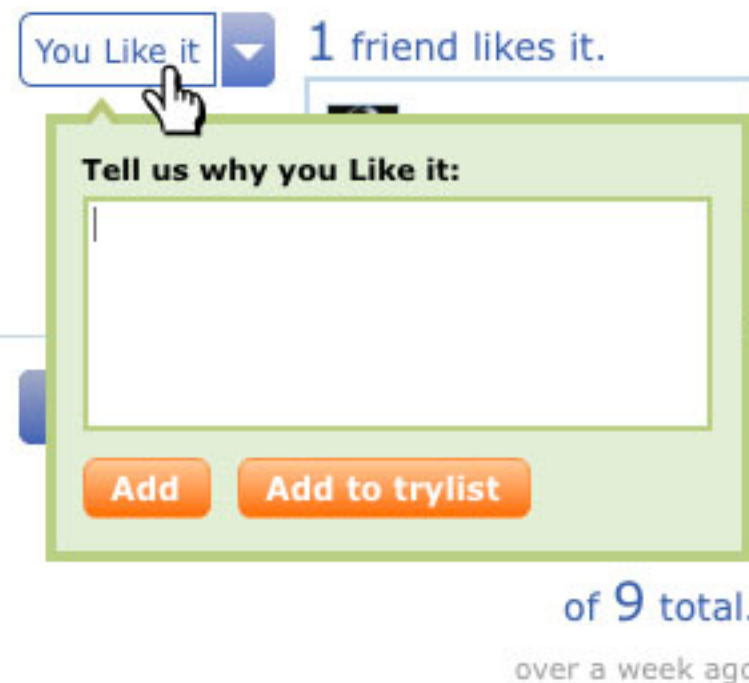 You Like it
1 friend likes it.
Tell us why you Like it:
Add
Add to trylist
of 9 total.
over a week ago